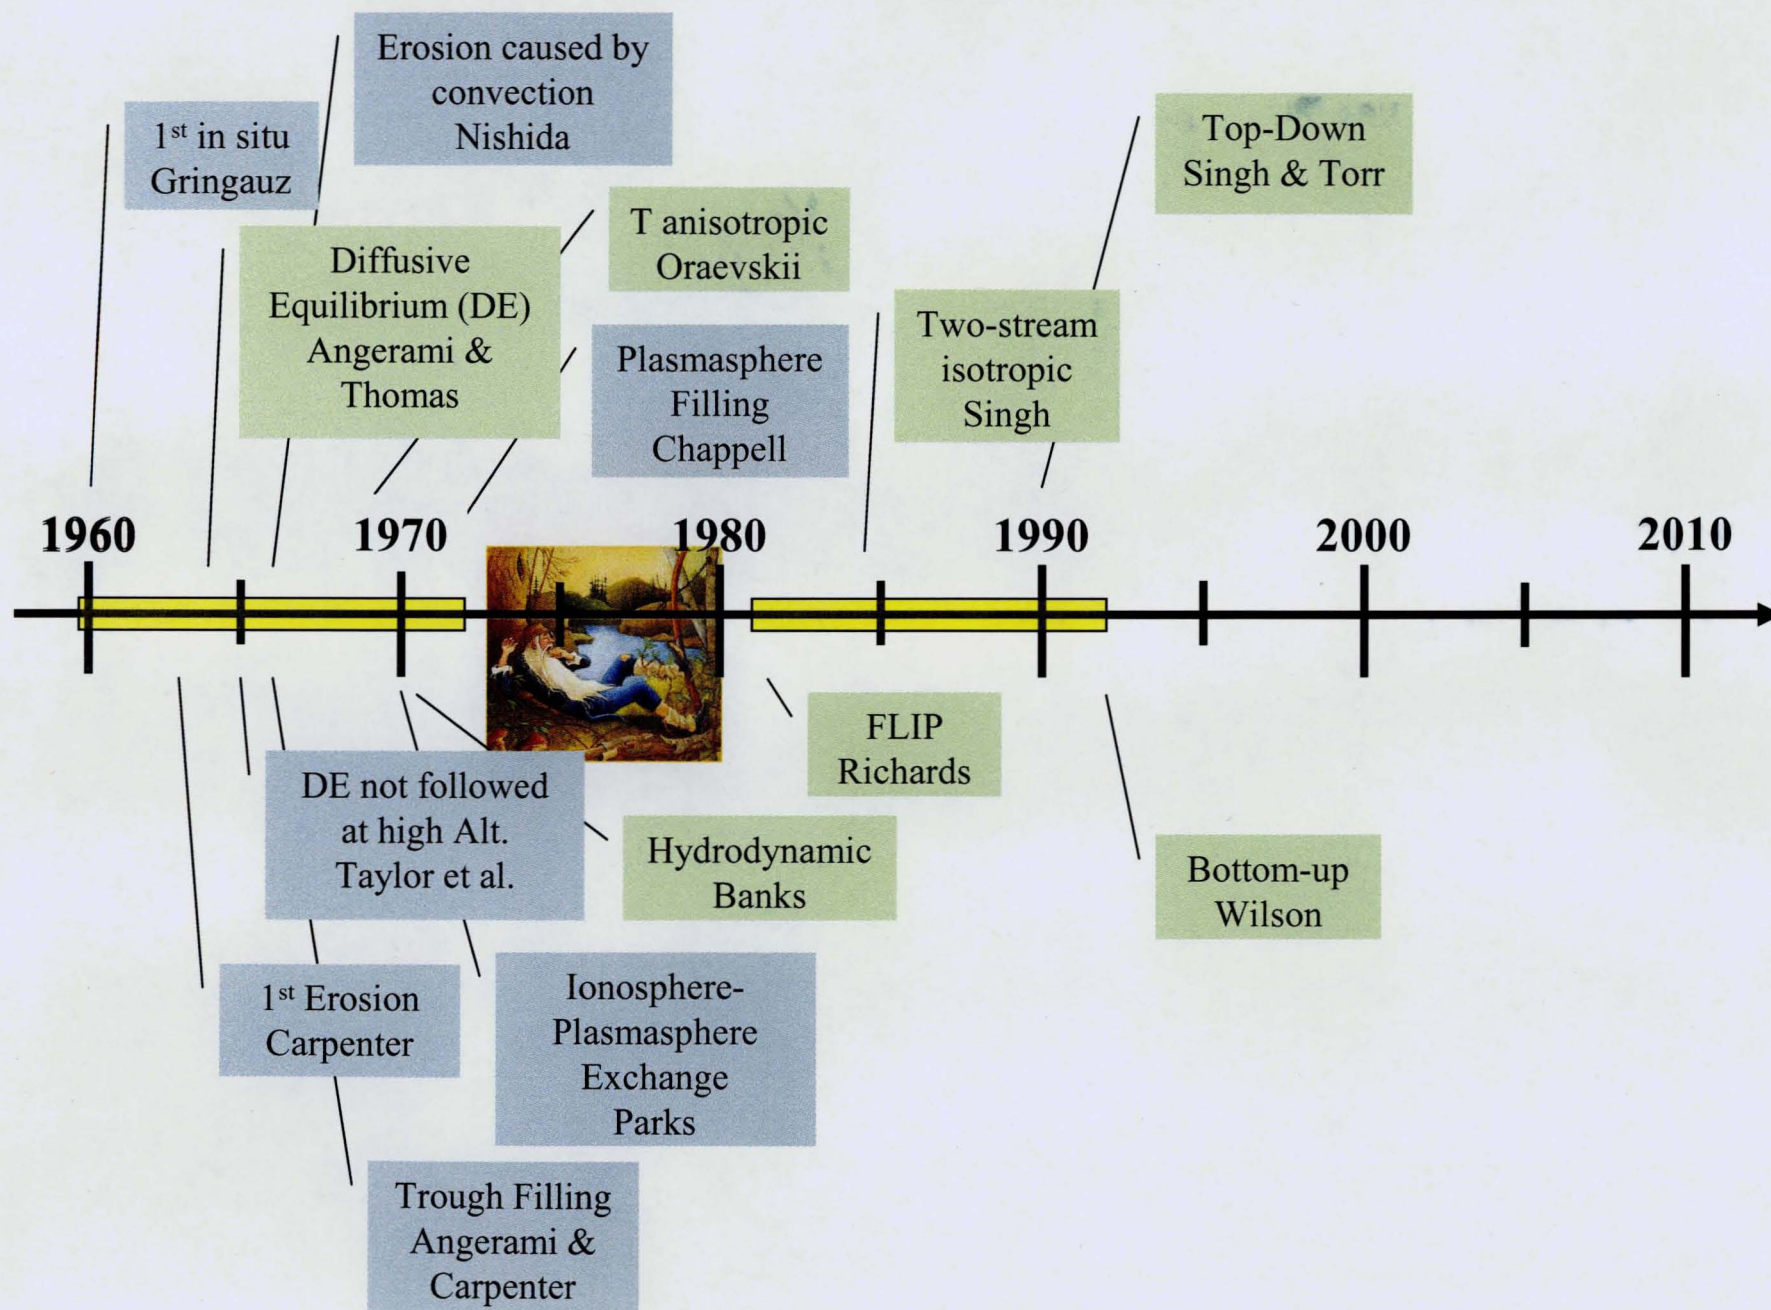 Erosion caused by
convection
Nishida
1st in situ
Gringauz
Top-Down
Singh & Torr
T anisotropic
Oraevskii
Diffusive
Equilibrium (DE)
Angerami &
Thomas
Two-stream
isotropic
Singh
Plasmasphere
Filling
Chappell
1960
1970
1980
1990
2000
2010
FLIP
Richards
DE not followed
at high Alt.
Taylor et al.
Hydrodynamic
Banks
Bottom-up
Wilson
1st Erosion
Carpenter
Ionosphere-
Plasmasphere
Exchange
Parks
Trough Filling
Angerami &
Carpenter